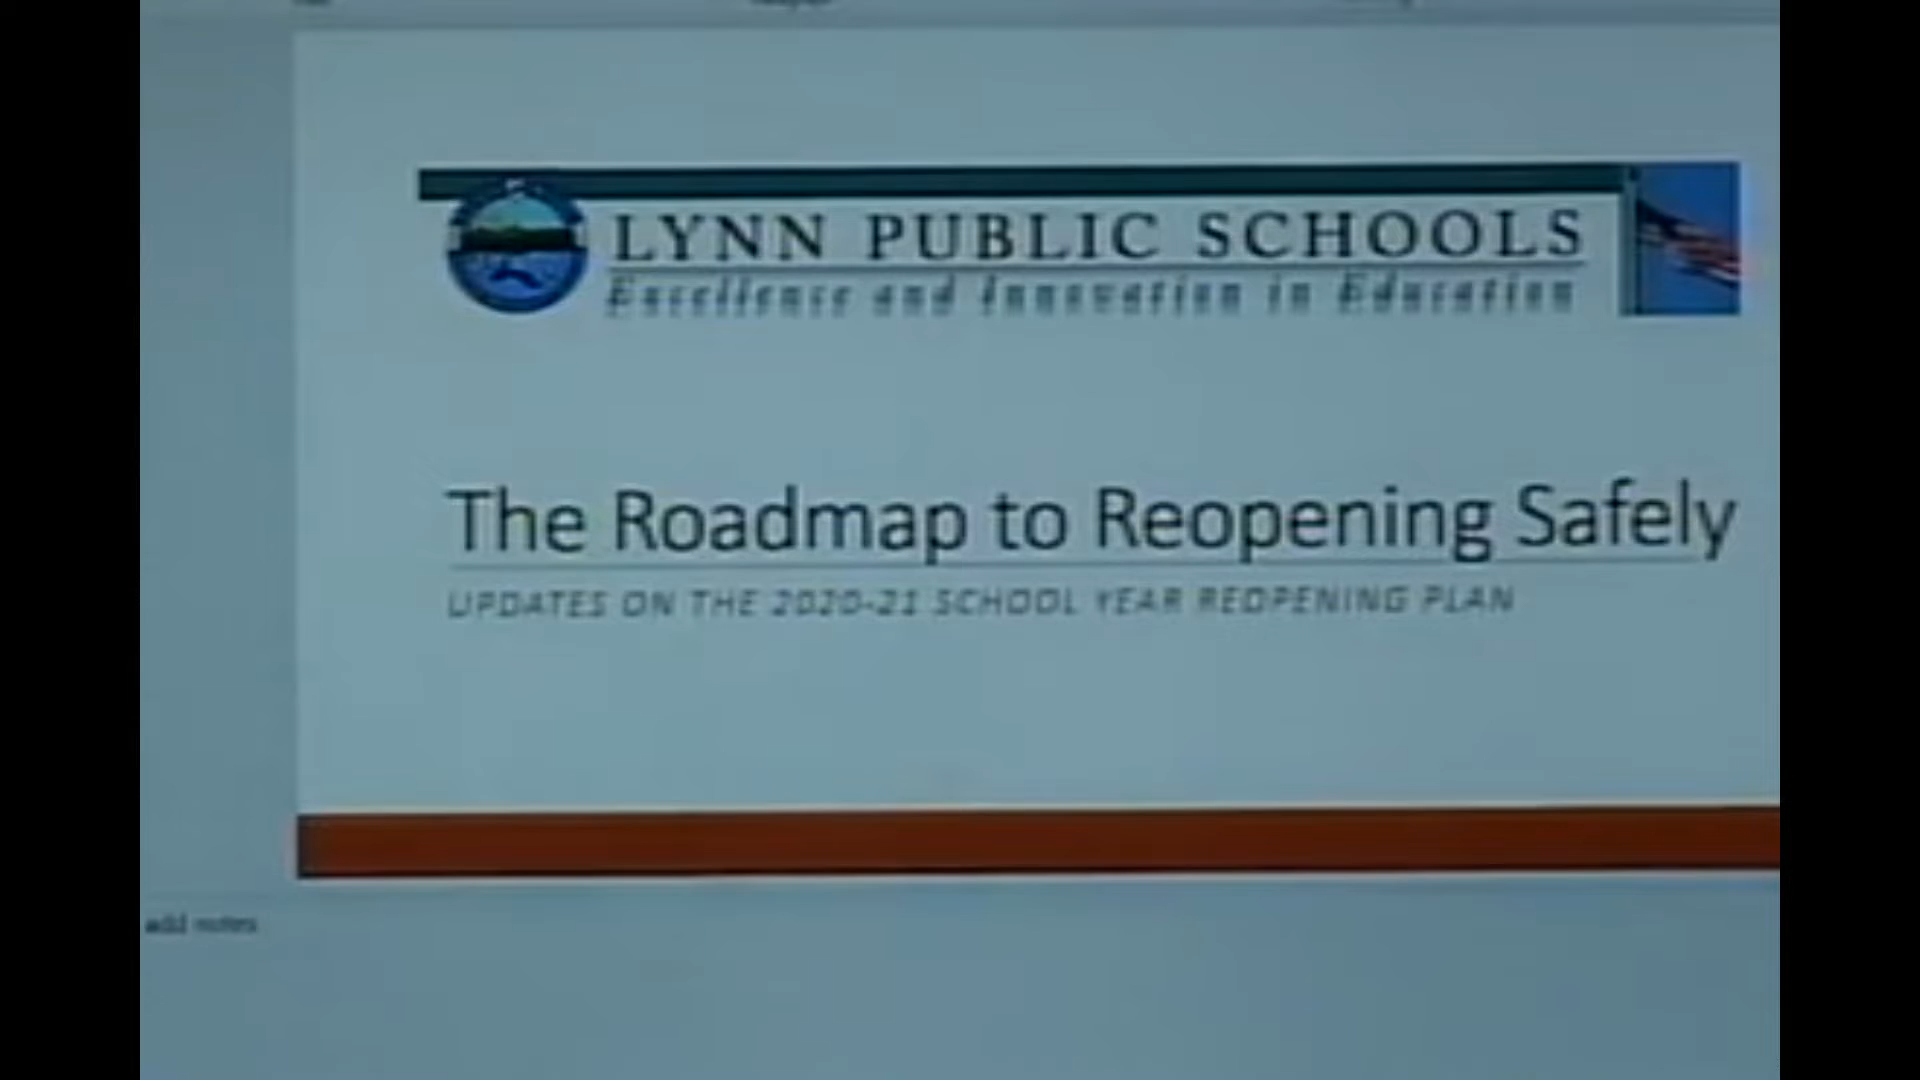 LYNN PUBLIC SCHOOLS
Excellence and Innovation in Education
The Roadmap to Reopening Safely
UPDATES ON THE 2020-21 SCHOOL YEAR REOPENING PLAN
add notes